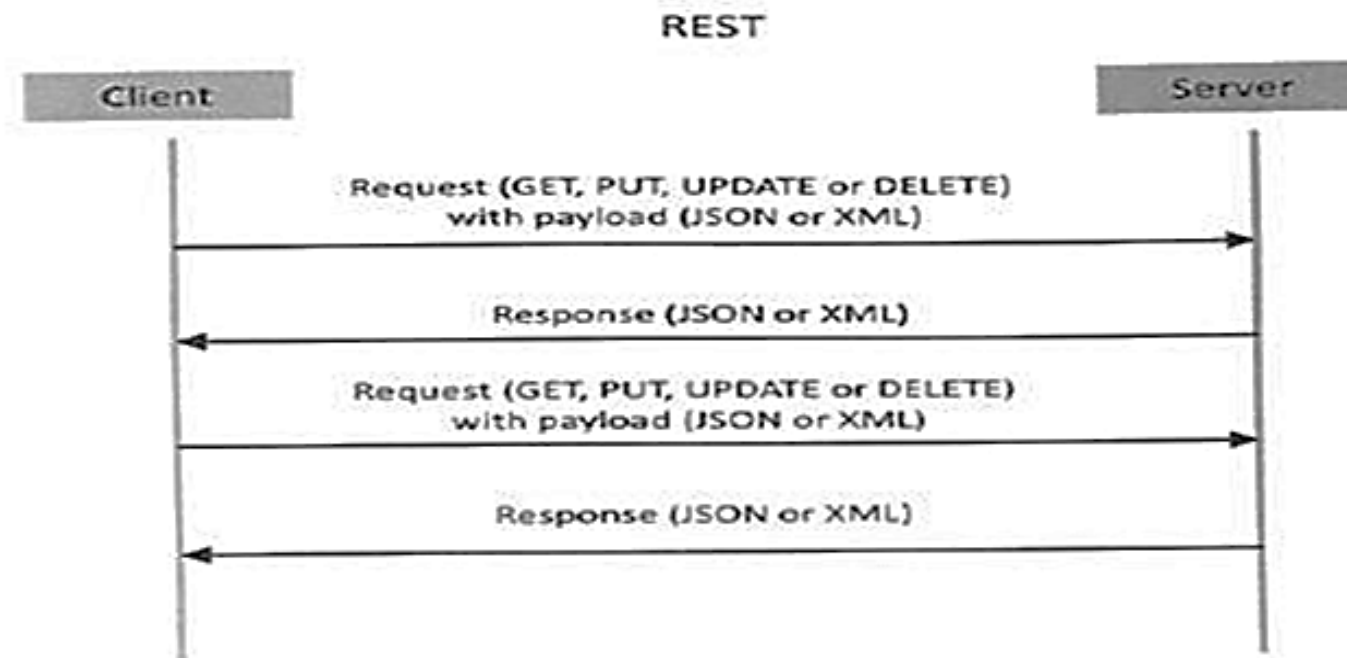 REST
Client
Server
Request (GET, PUT, UPDATE or DELETE)
with payload (JSON or XML)
Response (JSON or XML)
Request (GET, PUT, UPDATE or DELETE)
with payload (JSON or XML)
Response (JSON or XML)